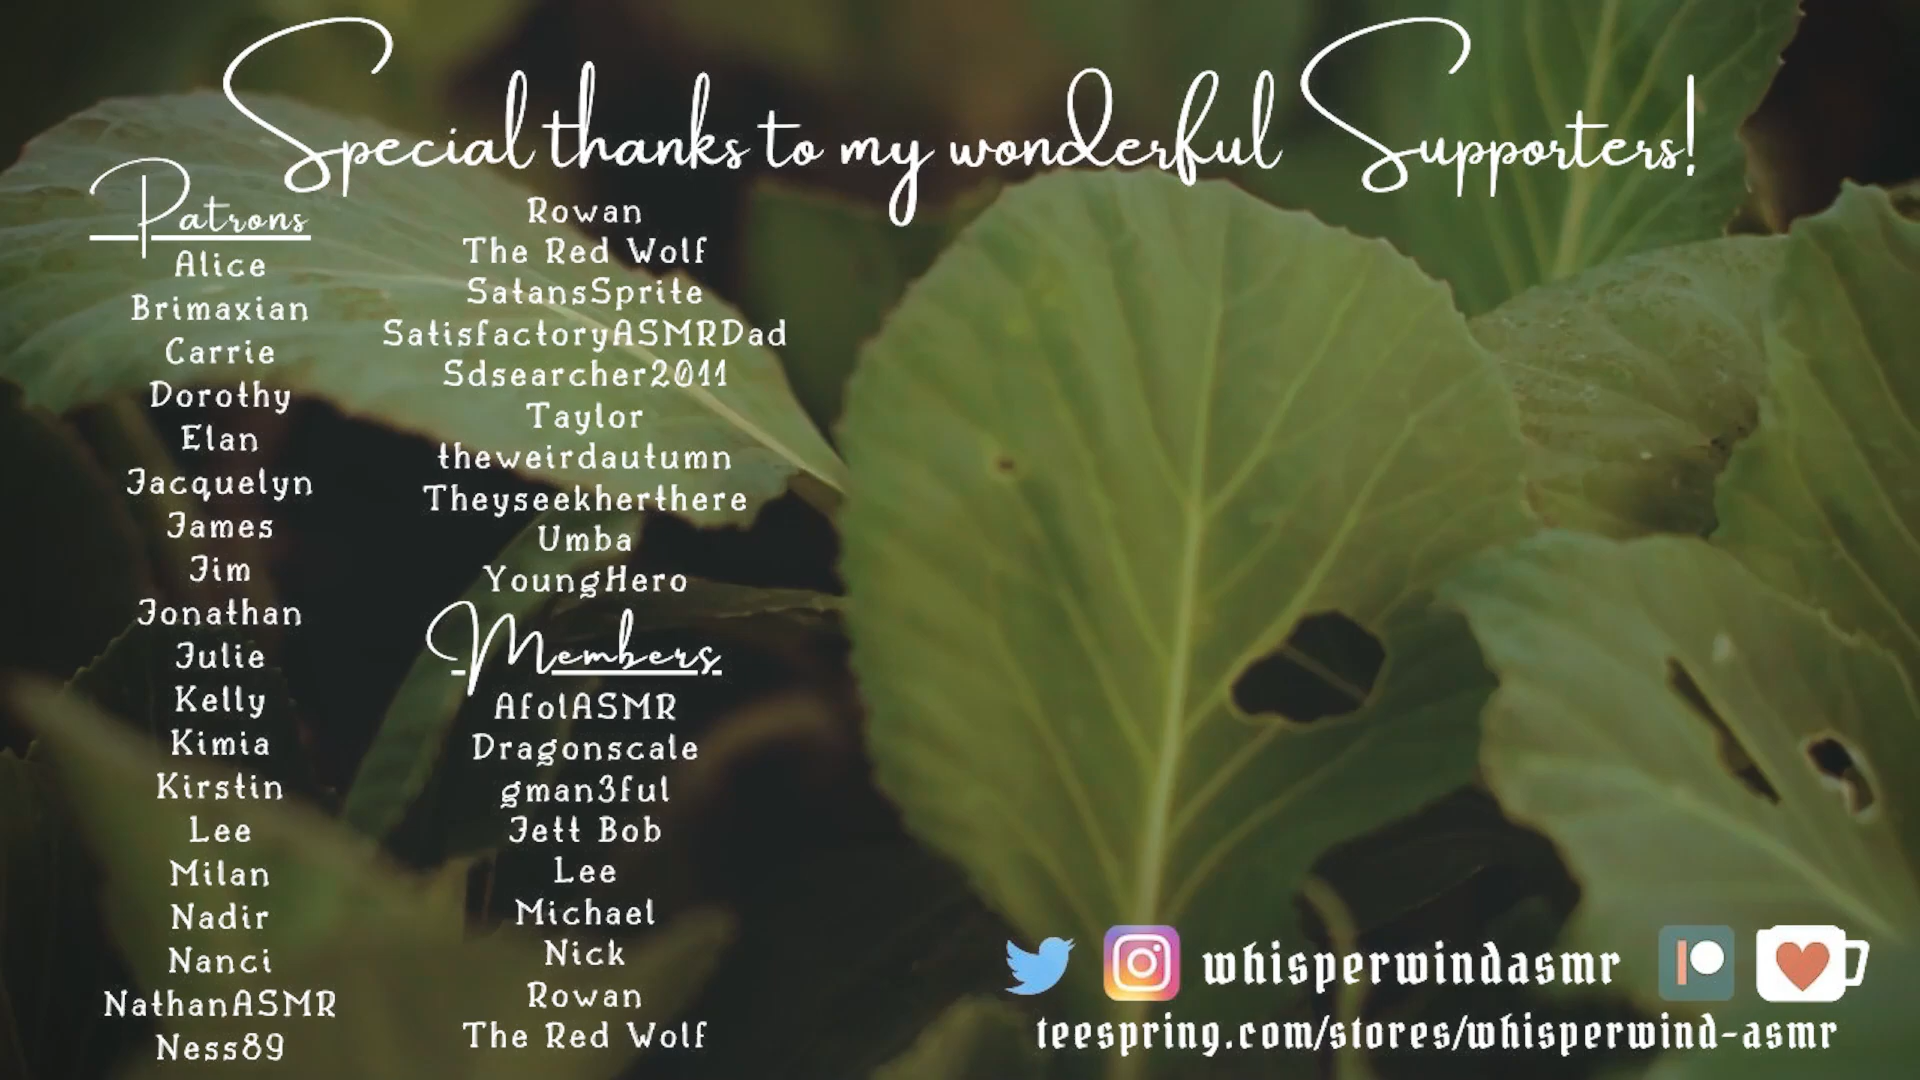 Special thanks to my wonderful Supporters!
Patrons
Alice
Brimaxian
Carrie
Dorothy
Elan
Jacquelyn
James
Jim
Jonathan
Julie
Kelly
Kimia
Kirstin
Lee
Milan
Nadir
Nanci
NathanASMR
Ness89
Rowan
The Red Wolf
SatansSprite
SatisfactoryASMRDad
Sdsearcher2011
Taylor
theweirdautumn
Theyseekherthere
Umba
YoungHero
Members
AfolASMR
Dragonscale
gman3ful
Jett Bob
Lee
Michael
Nick
Rowan
The Red Wolf
whisperwindasmr
teespring.com/stores/whisperwind-asmr